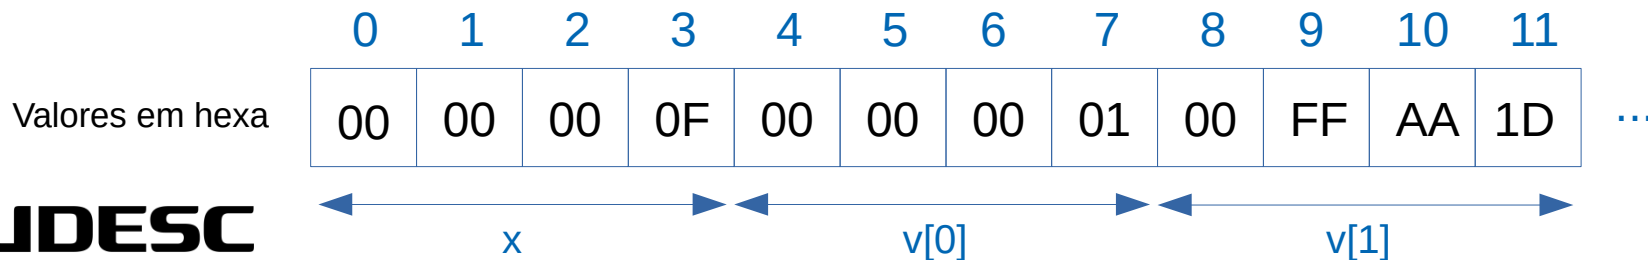 0 1 2 3 4 5 6 7 8 9 10 11
Valores em hexa 00 00 00 0F 00 00 00 01 00 FF AA 1D ...
x v[0] v[1]
UDESC